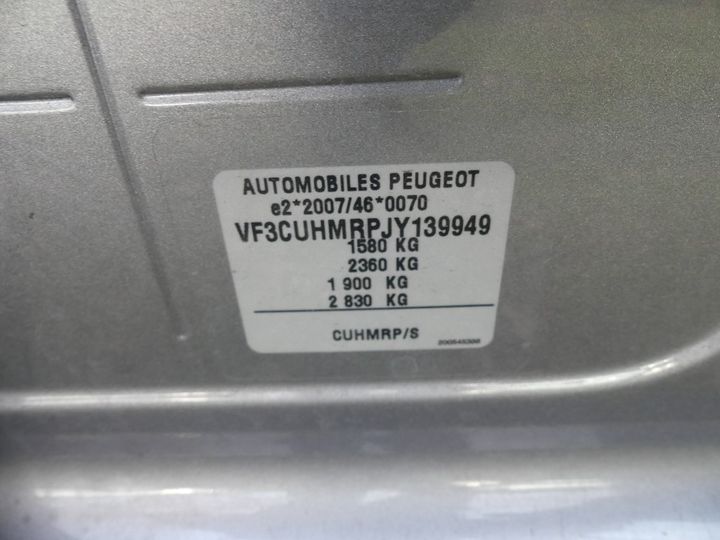 AUTOMOBILES PEUGEOT
e2*2007/46*0070
VF3CUHMRPJY139949
1580 KG
2360 KG
1 900 KG
2 830 KG
CUHMRP/S